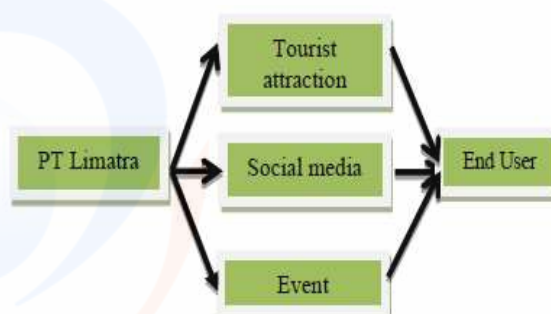 Tourist
attraction
PT Limatra
Social media
End User
Event